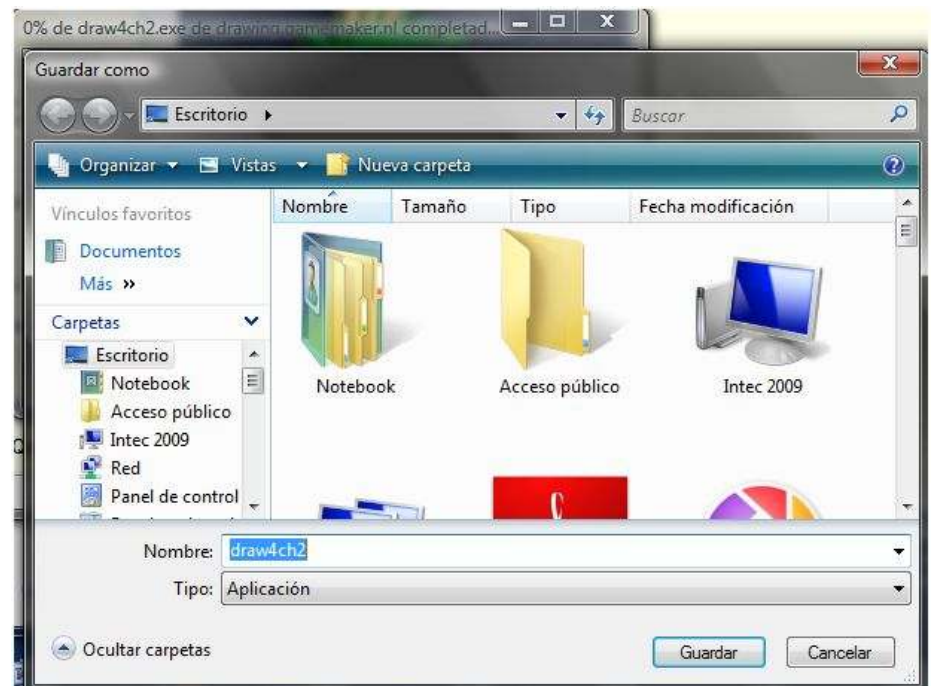 0% de draw4ch2.exe de drawing.gamemaker.nl completad...
Guardar como
Escritorio
Buscar
Organizar Vistas Nueva carpeta
Vínculos favoritos
Documentos
Más »
Carpetas
Escritorio
Notebook
Acceso público
Intec 2009
Red
Panel de control
Nombre Tamaño Tipo Fecha modificación
Notebook Acceso público Intec 2009
Nombre: draw4ch2
Tipo: Aplicación
Ocultar carpetas Guardar Cancelar